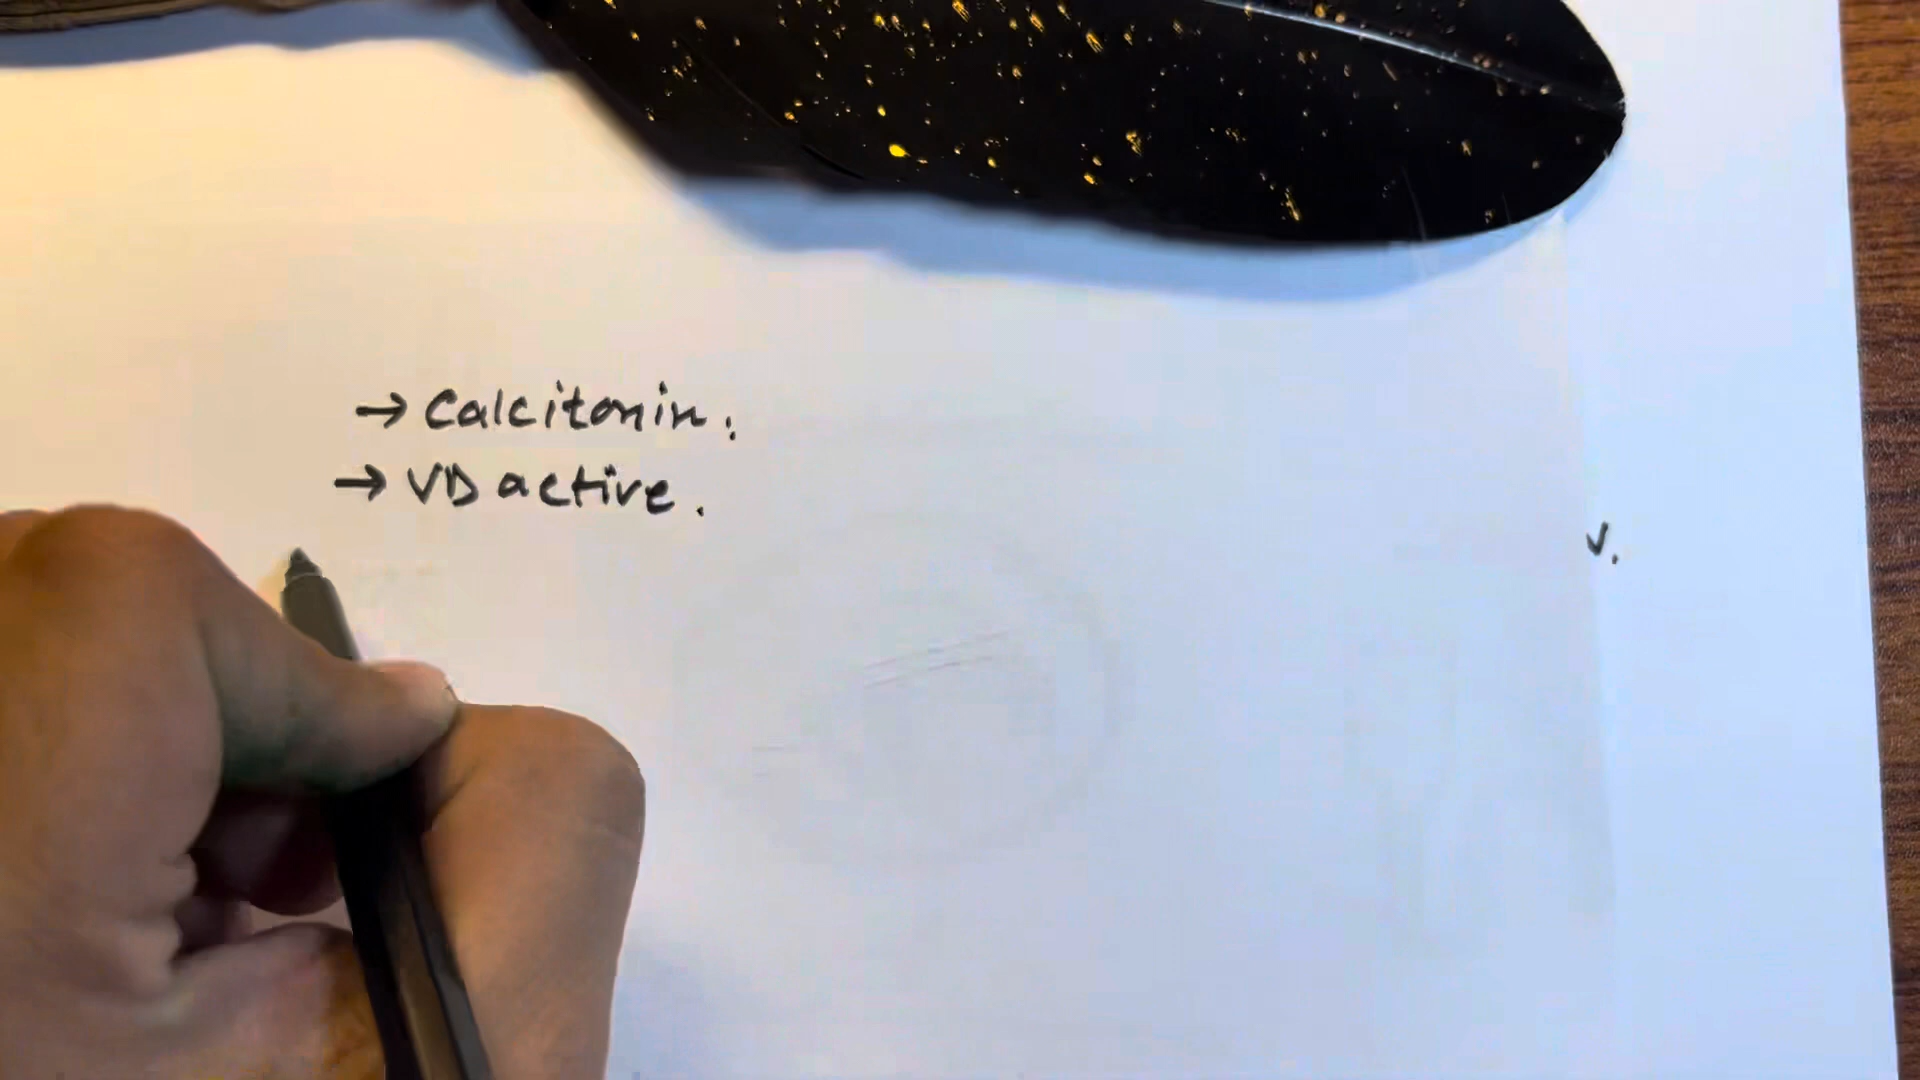 → Calcitonin.
→ VD active.
v.